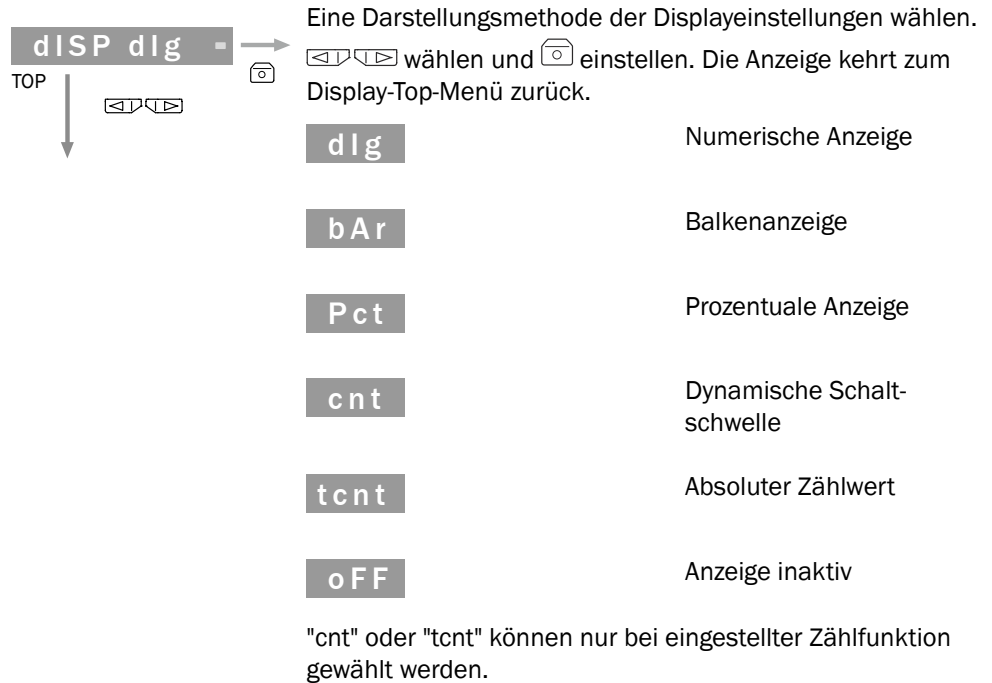 Eine Darstellungsmethode der Displayeinstellungen wählen.
dISP dIg -
TOP
wählen und einstellen. Die Anzeige kehrt zum
Display-Top-Menü zurück.
dIg Numerische Anzeige
bAr Balkenanzeige
Pct Prozentuale Anzeige
cnt Dynamische Schalt-
schwelle
tcnt Absoluter Zählwert
oFF Anzeige inaktiv
"cnt" oder "tcnt" können nur bei eingestellter Zählfunktion
gewählt werden.